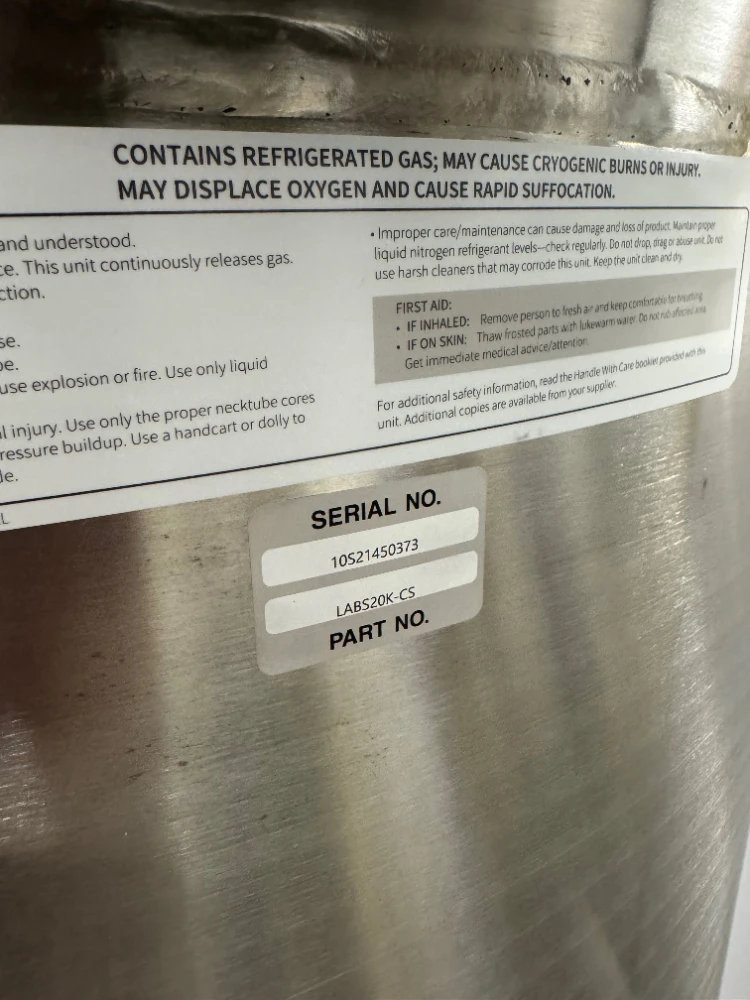 CONTAINS REFRIGERATED GAS; MAY CAUSE CRYOGENIC BURNS OR INJURY.
MAY DISPLACE OXYGEN AND CAUSE RAPID SUFFOCATION.
and understood.
ce. This unit continuously releases gas.
ction.
se.
pe.
use explosion or fire. Use only liquid
l injury. Use only the proper necktube cores
ressure buildup. Use a handcart or dolly to
le.
L
• Improper care/maintenance can cause damage and loss of product. Maintain proper
liquid nitrogen refrigerant levels—check regularly. Do not drop, drag or abuse unit. Do not
use harsh cleaners that may corrode this unit. Keep the unit clean and dry.
FIRST AID:
• IF INHALED: Remove person to fresh air and keep comfortable for breathing.
• IF ON SKIN: Thaw frosted parts with lukewarm water. Do not rub affected area.
Get immediate medical advice/attention.
For additional safety information, read the Handle With Care booklet provided with this
unit. Additional copies are available from your supplier.
SERIAL NO.
10S21450373
LABS20K-CS
PART NO.